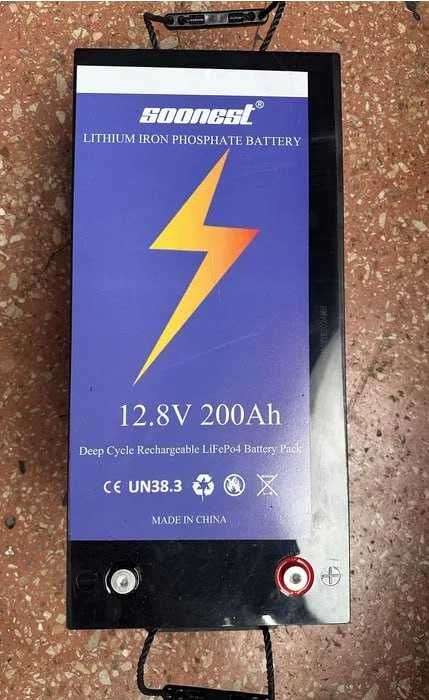 soonest®
LITHIUM IRON PHOSPHATE BATTERY
12.8V 200Ah
Deep Cycle Rechargeable LiFePo4 Battery Pack
CE UN38.3
MADE IN CHINA